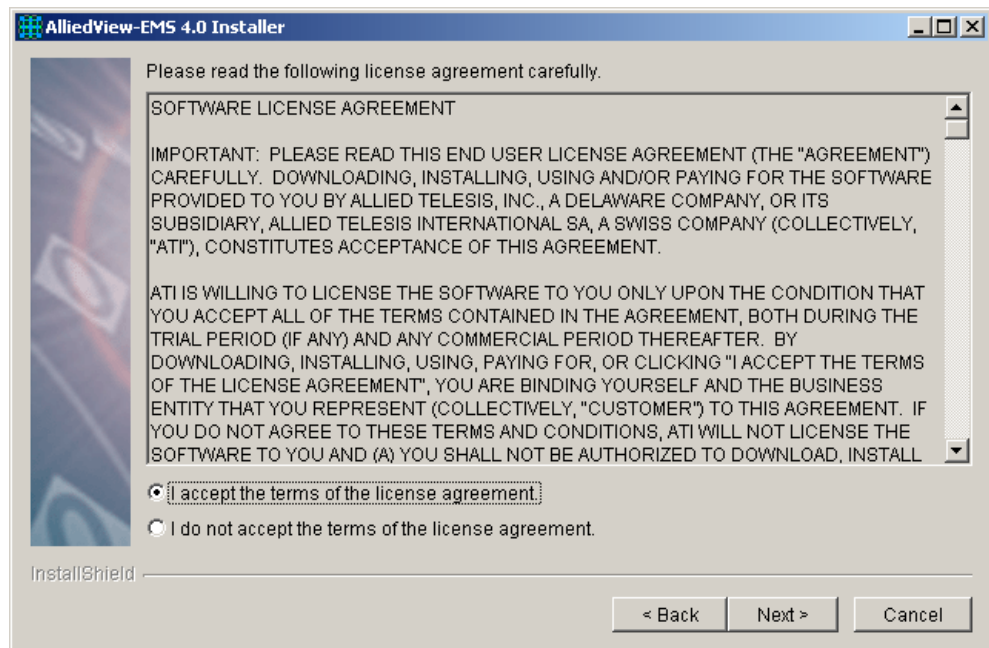 AlliedView-EMS 4.0 Installer
Please read the following license agreement carefully.
SOFTWARE LICENSE AGREEMENT
IMPORTANT: PLEASE READ THIS END USER LICENSE AGREEMENT (THE "AGREEMENT")
CAREFULLY. DOWNLOADING, INSTALLING, USING AND/OR PAYING FOR THE SOFTWARE
PROVIDED TO YOU BY ALLIED TELESIS, INC., A DELAWARE COMPANY, OR ITS
SUBSIDIARY, ALLIED TELESIS INTERNATIONAL SA, A SWISS COMPANY (COLLECTIVELY,
"ATI"), CONSTITUTES ACCEPTANCE OF THIS AGREEMENT.
ATI IS WILLING TO LICENSE THE SOFTWARE TO YOU ONLY UPON THE CONDITION THAT
YOU ACCEPT ALL OF THE TERMS CONTAINED IN THE AGREEMENT, BOTH DURING THE
TRIAL PERIOD (IF ANY) AND ANY COMMERCIAL PERIOD THEREAFTER. BY
DOWNLOADING, INSTALLING, USING, PAYING FOR, OR CLICKING "I ACCEPT THE TERMS
OF THE LICENSE AGREEMENT", YOU ARE BINDING YOURSELF AND THE BUSINESS
ENTITY THAT YOU REPRESENT (COLLECTIVELY, "CUSTOMER") TO THIS AGREEMENT. IF
YOU DO NOT AGREE TO THESE TERMS AND CONDITIONS, ATI WILL NOT LICENSE THE
SOFTWARE TO YOU AND (A) YOU SHALL NOT BE AUTHORIZED TO DOWNLOAD, INSTALL
I accept the terms of the license agreement.
I do not accept the terms of the license agreement.
InstallShield
< Back Next > Cancel